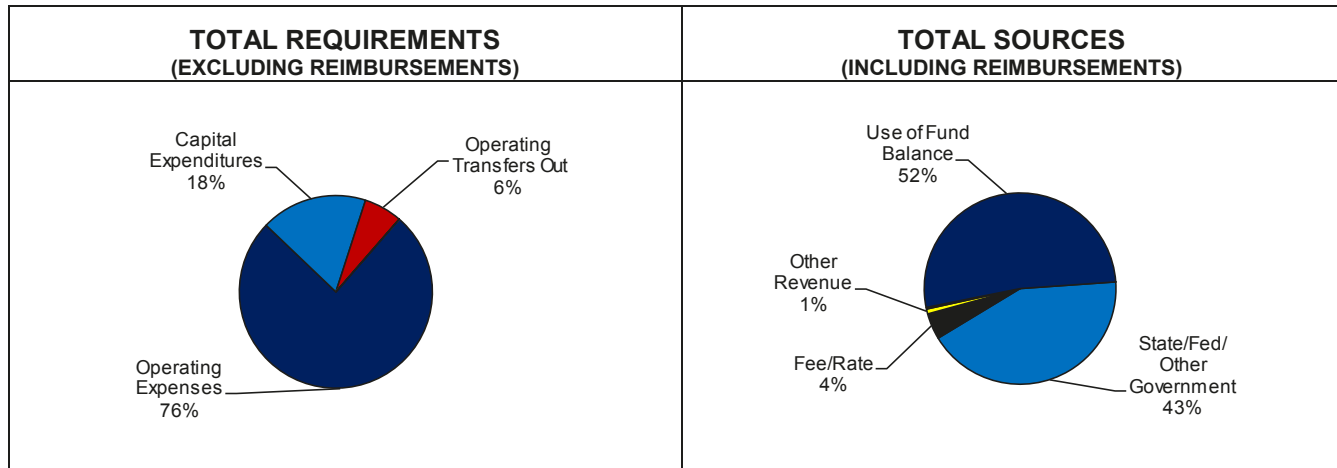 TOTAL REQUIREMENTS
(EXCLUDING REIMBURSEMENTS)
Capital
Expenditures
18%
Operating
Transfers Out
6%
Operating
Expenses
76%
TOTAL SOURCES
(INCLUDING REIMBURSEMENTS)
Use of Fund
Balance
52%
Other
Revenue
1%
Fee/Rate
4%
State/Fed/
Other
Government
43%